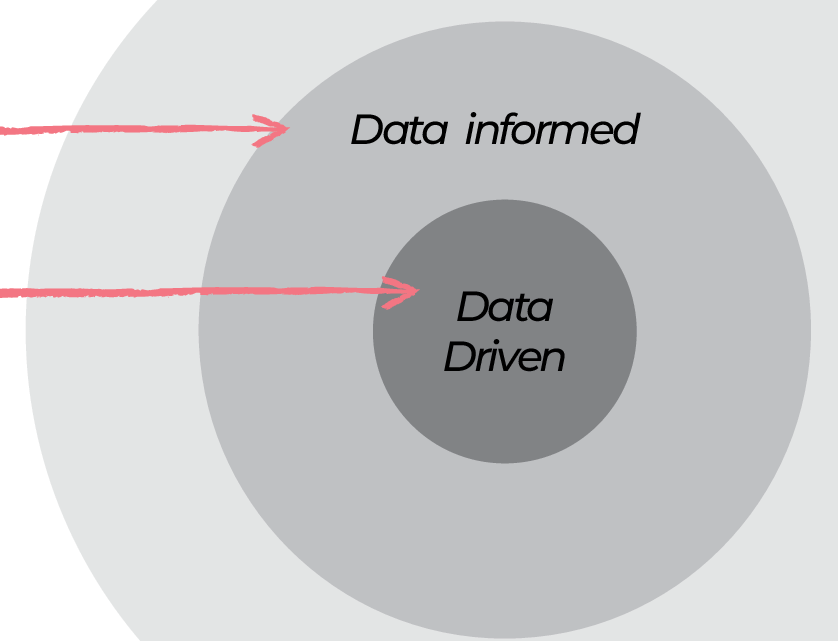 Data informed
Data
Driven